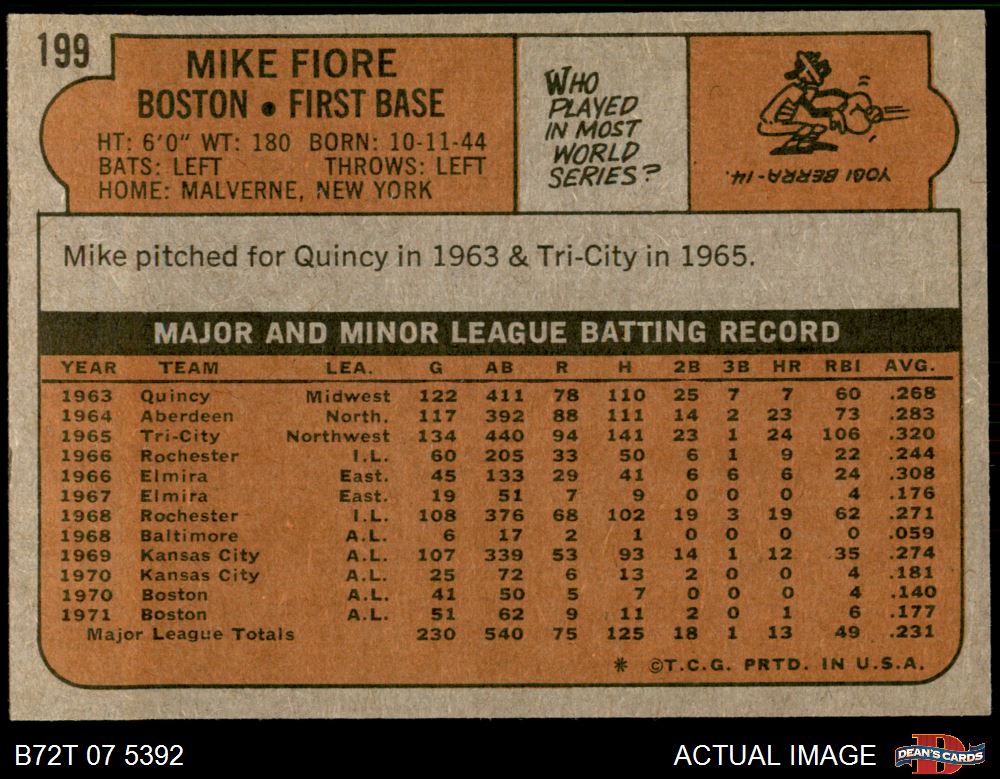 199
MIKE FIORE
BOSTON • FIRST BASE
HT: 6'0" WT: 180 BORN: 10-11-44
BATS: LEFT THROWS: LEFT
HOME: MALVERNE, NEW YORK
WHO
PLAYED
IN MOST
WORLD
SERIES?
YOGI BERRA-14.
Mike pitched for Quincy in 1963 & Tri-City in 1965.
MAJOR AND MINOR LEAGUE BATTING RECORD
YEAR TEAM LEA. G AB R H 2B 3B HR RBI AVG.
1963 Quincy Midwest 122 411 78 110 25 7 7 60 .268
1964 Aberdeen North. 117 392 88 111 14 2 23 73 .283
1965 Tri-City Northwest 134 440 94 141 23 1 24 106 .320
1966 Rochester I.L. 60 205 33 50 6 1 9 22 .244
1966 Elmira East. 45 133 29 41 6 6 6 24 .308
1967 Elmira East. 19 51 7 9 0 0 0 4 .176
1968 Rochester I.L. 108 376 68 102 19 3 19 62 .271
1968 Baltimore A.L. 6 17 2 1 0 0 0 0 .059
1969 Kansas City A.L. 107 339 53 93 14 1 12 35 .274
1970 Kansas City A.L. 25 72 6 13 2 0 0 4 .181
1970 Boston A.L. 41 50 5 7 0 0 0 4 .140
1971 Boston A.L. 51 62 9 11 2 0 1 6 .177
Major League Totals 230 540 75 125 18 1 13 49 .231
* ©T.C.G. PRTD. IN U.S.A.
B72T 07 5392
ACTUAL IMAGE
D
DEAN'S CARDS